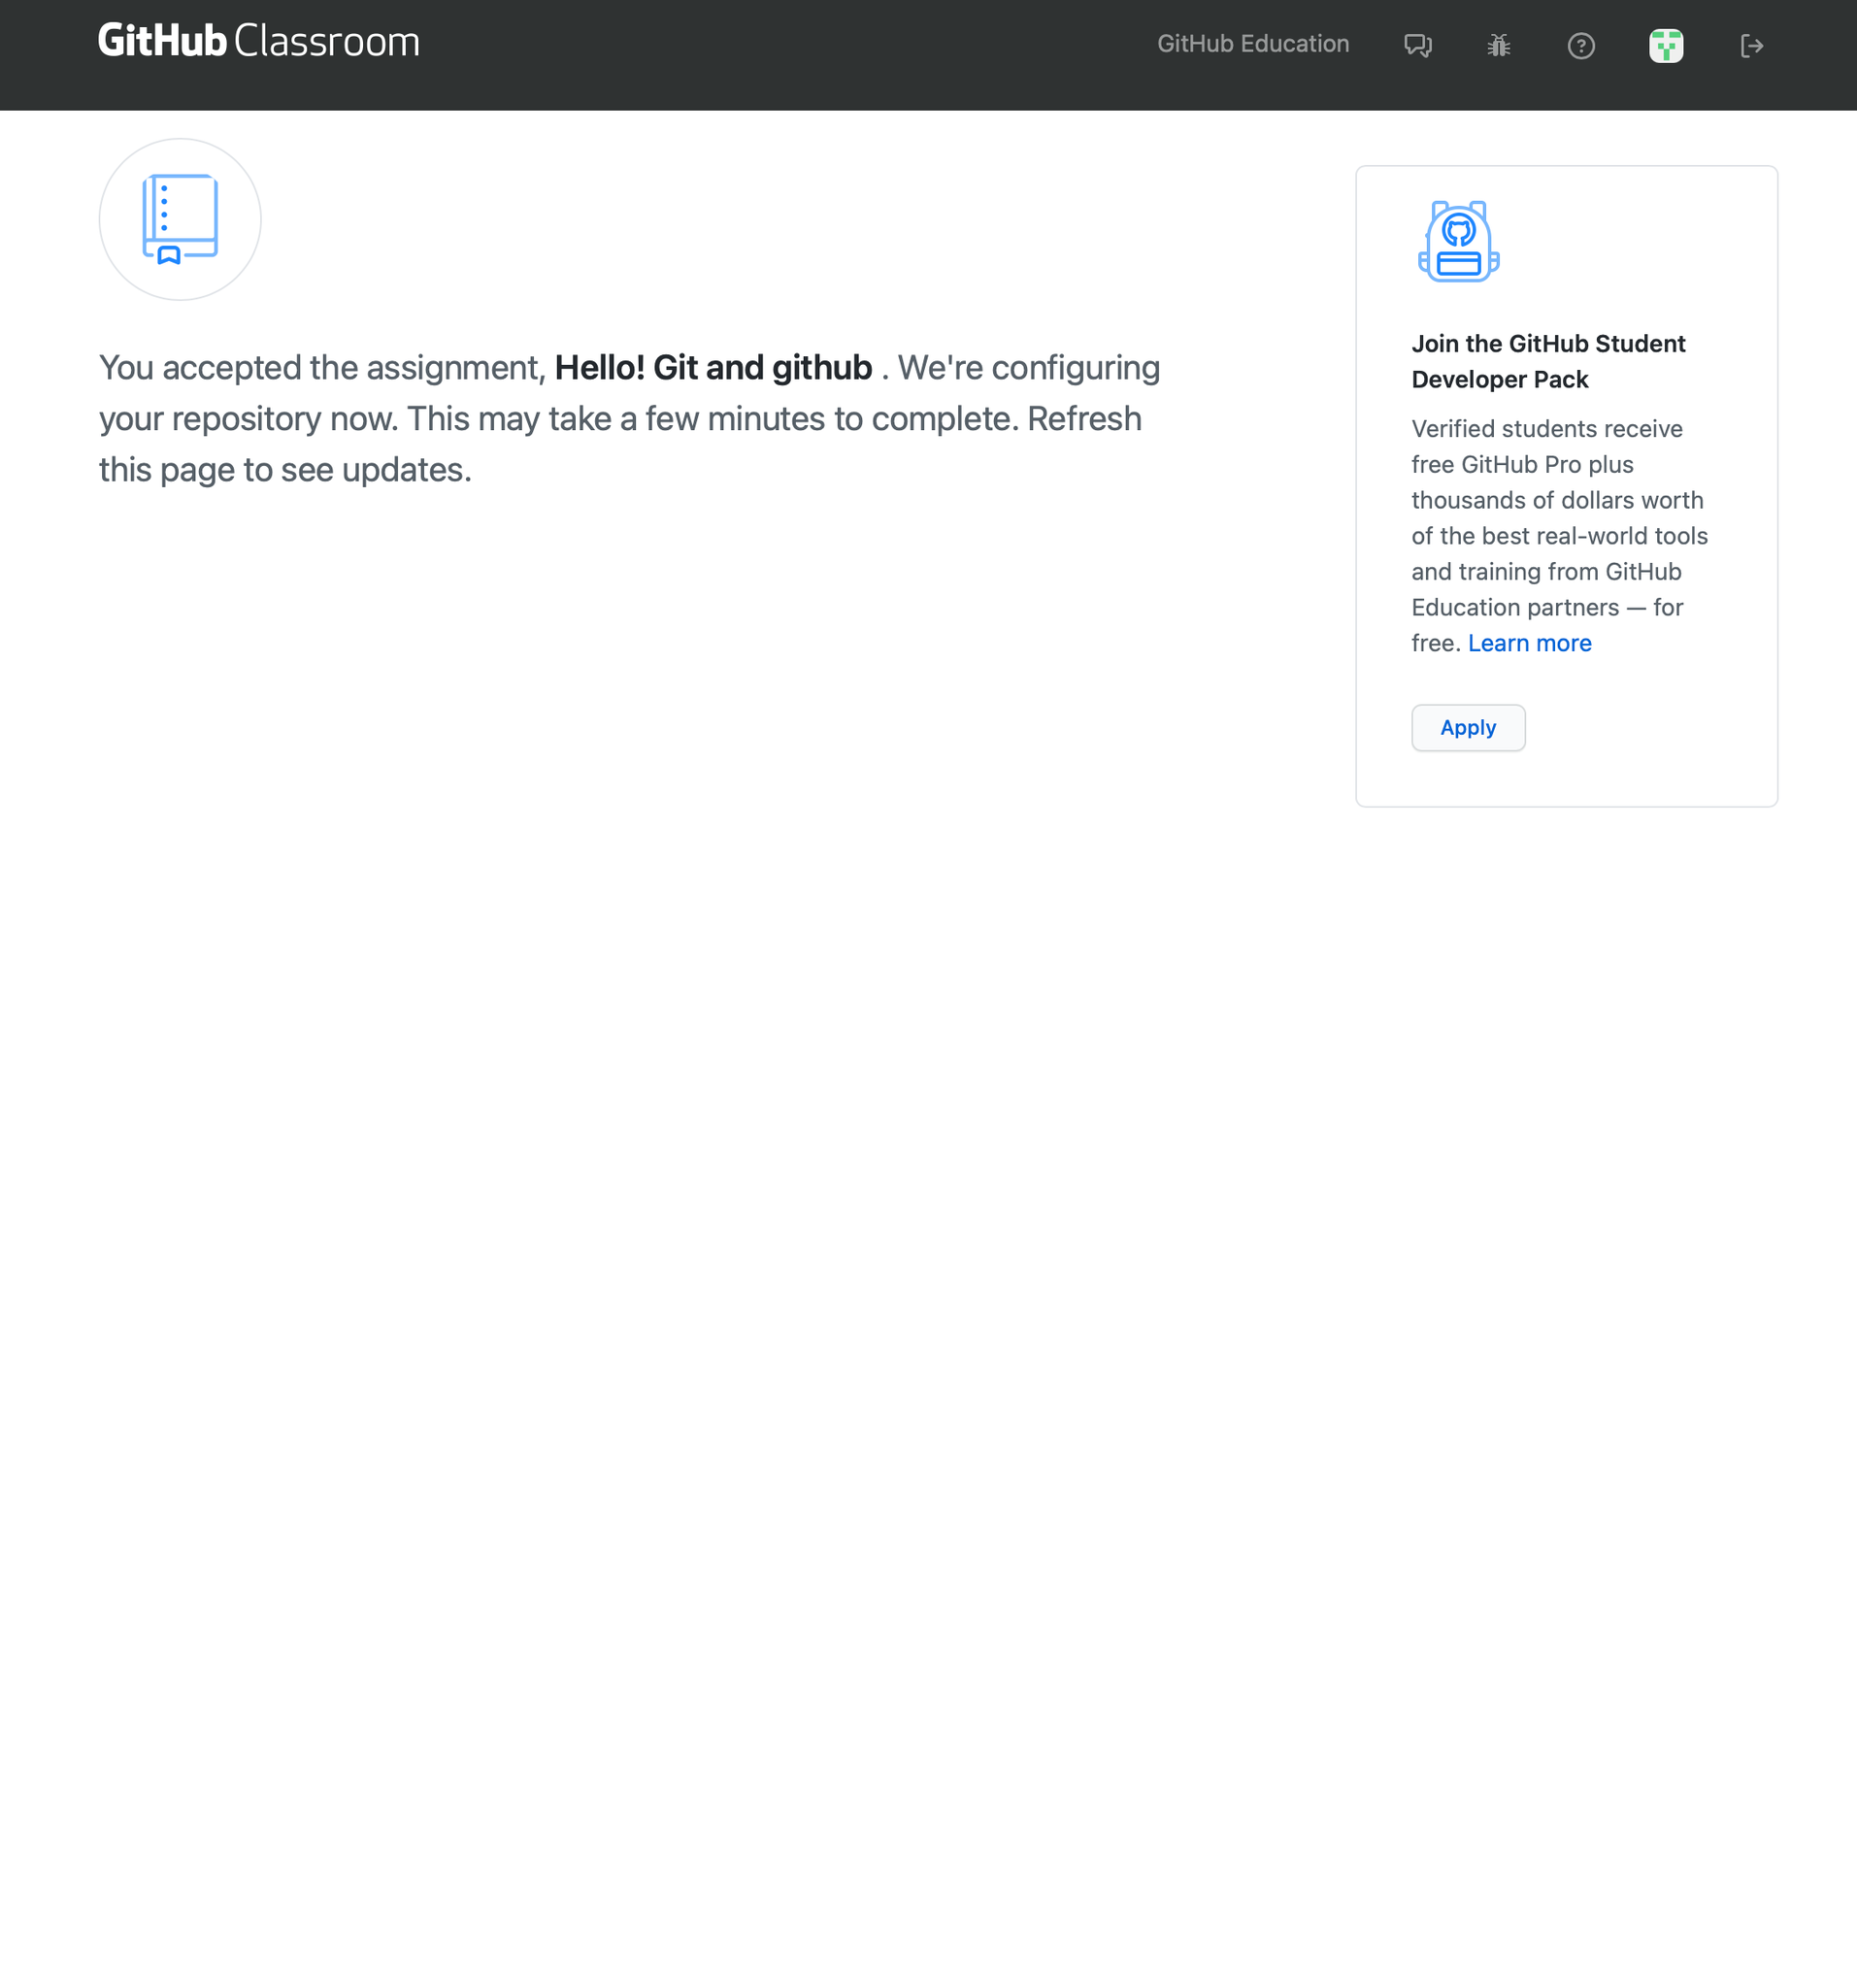 GitHub Classroom
GitHub Education
You accepted the assignment, Hello! Git and github . We're configuring
your repository now. This may take a few minutes to complete. Refresh
this page to see updates.
Join the GitHub Student
Developer Pack
Verified students receive
free GitHub Pro plus
thousands of dollars worth
of the best real-world tools
and training from GitHub
Education partners — for
free. Learn more
Apply